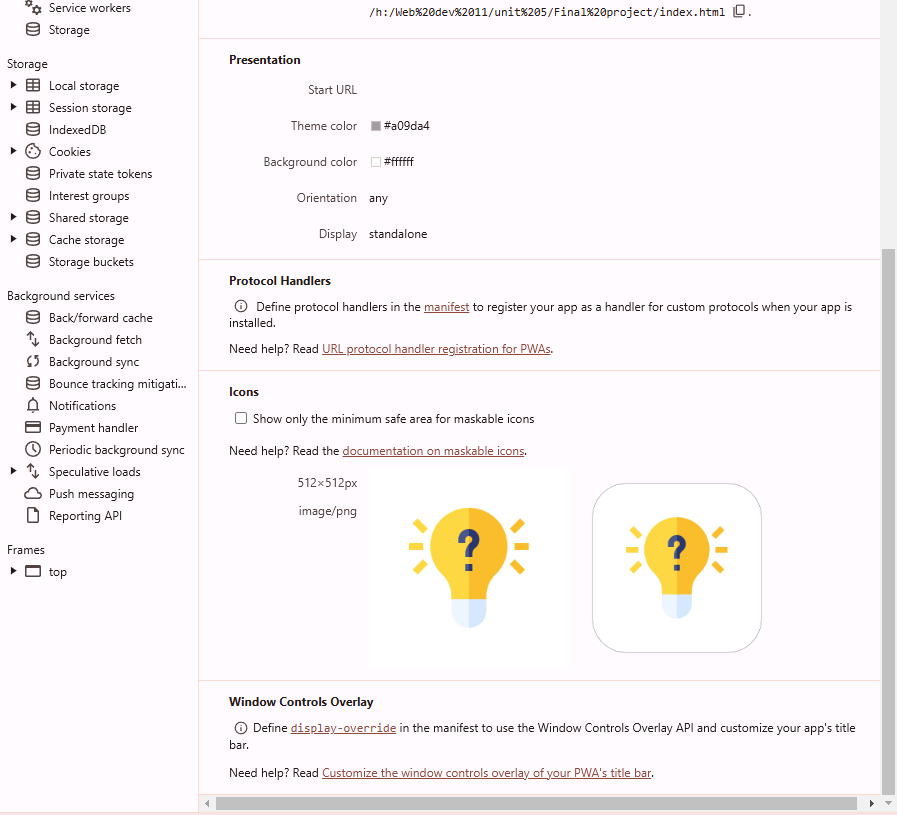 Service workers
Storage
Storage
Local storage
Session storage
IndexedDB
Cookies
Private state tokens
Interest groups
Shared storage
Cache storage
Storage buckets
Background services
Back/forward cache
Background fetch
Background sync
Bounce tracking mitigati...
Notifications
Payment handler
Periodic background sync
Speculative loads
Push messaging
Reporting API
Frames
top
/h:/Web%20dev%2011/unit%205/Final%20project/index.html .
Presentation
Start URL
Theme color #a09da4
Background color #ffffff
Orientation any
Display standalone
Protocol Handlers
Define protocol handlers in the manifest to register your app as a handler for custom protocols when your app is
installed.
Need help? Read URL protocol handler registration for PWAs.
Icons
Show only the minimum safe area for maskable icons
Need help? Read the documentation on maskable icons.
512×512px
image/png
?
?
Window Controls Overlay
Define display-override in the manifest to use the Window Controls Overlay API and customize your app's title
bar.
Need help? Read Customize the window controls overlay of your PWA's title bar.